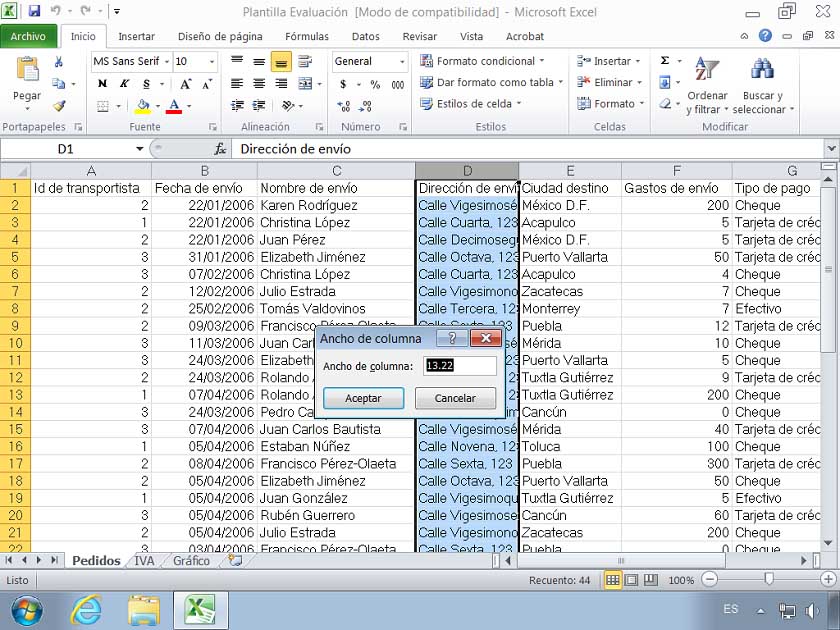 Plantilla Evaluación [Modo de compatibilidad] - Microsoft Excel
Archivo Inicio Insertar Diseño de página Fórmulas Datos Revisar Vista Acrobat
Pegar
Portapapeles
MS Sans Serif 10
N K S A A
A
Fuente
Alineación
General
$ % 000
Número
Formato condicional
Dar formato como tabla
Estilos de celda
Estilos
Insertar
Eliminar
Formato
Celdas
Σ
Ordenar y filtrar
Buscar y seleccionar
Modificar
D1 fx Dirección de envío
A B C D E F G
1 Id de transportista Fecha de envío Nombre de envío Dirección de enví Ciudad destino Gastos de envío Tipo de pago
2 2 22/01/2006 Karen Rodríguez Calle Vigesimosé México D.F. 200 Cheque
3 1 22/01/2006 Christina López Calle Cuarta, 123 Acapulco 5 Tarjeta de créc
4 2 22/01/2006 Juan Pérez Calle Decimoseg México D.F. 5 Tarjeta de créc
5 3 31/01/2006 Elizabeth Jiménez Calle Octava, 123 Puerto Vallarta 50 Tarjeta de créc
6 3 07/02/2006 Christina López Calle Cuarta, 123 Acapulco 4 Cheque
7 2 12/02/2006 Julio Estrada Calle Vigesimono Zacatecas 7 Cheque
8 2 25/02/2006 Tomás Valdovinos Calle Tercera, 12 Monterrey 7 Efectivo
9 2 09/03/2006 Francisco Pérez-Olaeta Calle Sexta, 123 Puebla 12 Tarjeta de créc
10 3 11/03/2006 Juan Carl Mérida 10 Cheque
11 3 24/03/2006 Elizabeth Puerto Vallarta 5 Cheque
12 2 24/03/2006 Rolando Tuxtla Gutiérrez 9 Tarjeta de créc
13 1 07/04/2006 Rolando Tuxtla Gutiérrez 200 Cheque
14 3 24/03/2006 Pedro Ca Cancún 0 Cheque
15 3 07/04/2006 Juan Carlos Bautista Calle Vigesimosé Mérida 40 Tarjeta de créc
16 1 05/04/2006 Estaban Núñez Calle Novena, 12 Toluca 100 Cheque
17 2 08/04/2006 Francisco Pérez-Olaeta Calle Sexta, 123 Puebla 300 Tarjeta de créc
18 2 05/04/2006 Elizabeth Jiménez Calle Octava, 123 Puerto Vallarta 50 Cheque
19 1 05/04/2006 Juan González Calle Vigesimoqu Tuxtla Gutiérrez 5 Efectivo
20 3 05/04/2006 Rubén Guerrero Calle Vigesimose Cancún 60 Tarjeta de créc
21 2 05/04/2006 Julio Estrada Calle Vigesimono Zacatecas 200 Cheque
22 3 03/04/2006 Francisco Pérez-Olaeta Calle Sexta, 123 Puebla 0 Cheque
Ancho de columna
Ancho de columna: 13.22
Aceptar Cancelar
Pedidos IVA Gráfico
Listo Recuento: 44 100%
ES